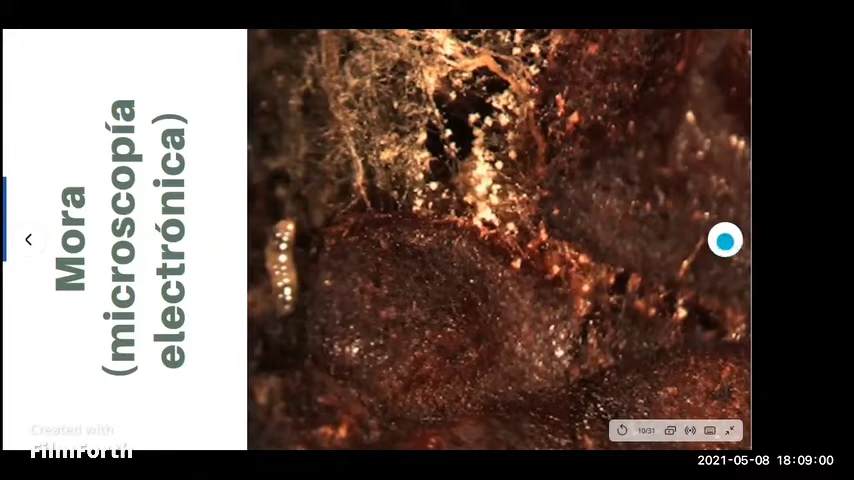 Mora
(microscopía
electrónica)
Created with
FilmForth
10/31
2021-05-08 18:09:00